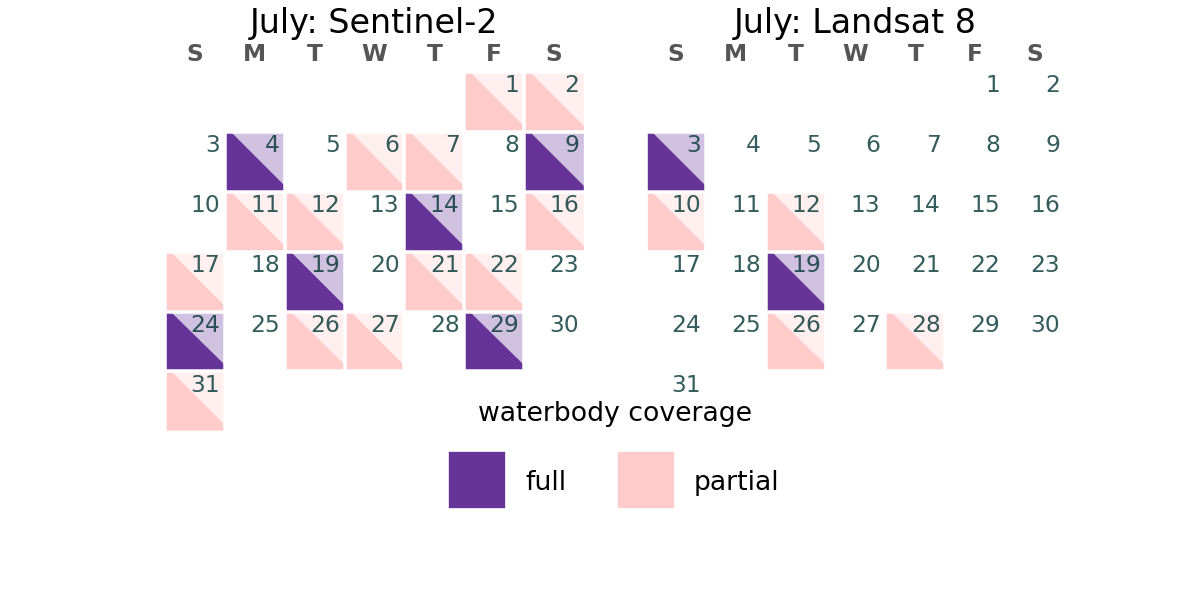 July: Sentinel-2
S M T W T F S
1 2
3 4 5 6 7 8 9
10 11 12 13 14 15 16
17 18 19 20 21 22 23
24 25 26 27 28 29 30
31
July: Landsat 8
S M T W T F S
1 2
3 4 5 6 7 8 9
10 11 12 13 14 15 16
17 18 19 20 21 22 23
24 25 26 27 28 29 30
31
waterbody coverage
full partial